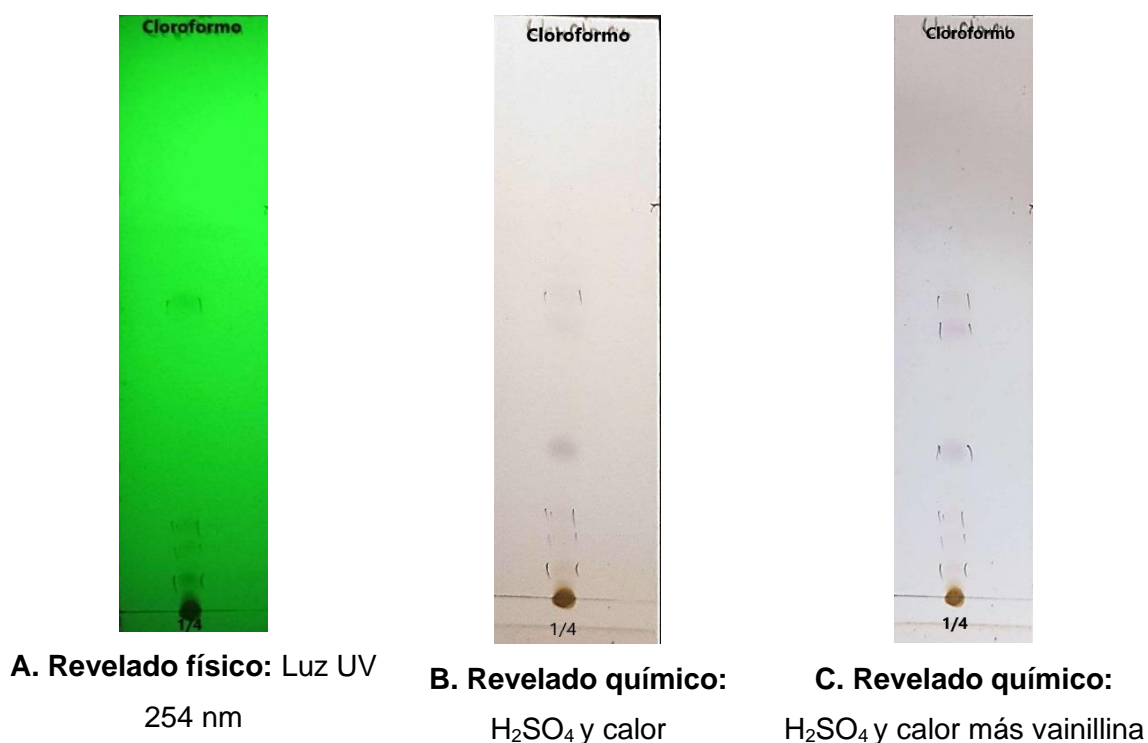 Cloroformo
Cloroformo
Cloroformo
1/4
1/4
1/4
A. Revelado físico: Luz UV
254 nm
B. Revelado químico:
H₂SO₄ y calor
C. Revelado químico:
H₂SO₄ y calor más vainillina